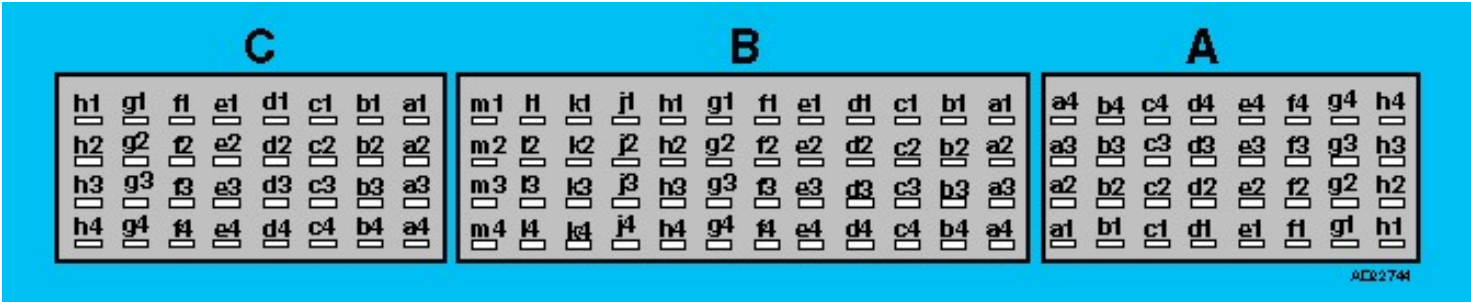 C B A
h1 g1 f1 e1 d1 c1 b1 a1 m1 l1 k1 j1 h1 g1 f1 e1 d1 c1 b1 a1 a4 b4 c4 d4 e4 f4 g4 h4
h2 g2 f2 e2 d2 c2 b2 a2 m2 l2 k2 j2 h2 g2 f2 e2 d2 c2 b2 a2 a3 b3 c3 d3 e3 f3 g3 h3
h3 g3 f3 e3 d3 c3 b3 a3 m3 l3 k3 j3 h3 g3 f3 e3 d3 c3 b3 a3 a2 b2 c2 d2 e2 f2 g2 h2
h4 g4 f4 e4 d4 c4 b4 a4 m4 l4 k4 j4 h4 g4 f4 e4 d4 c4 b4 a4 a1 b1 c1 d1 e1 f1 g1 h1